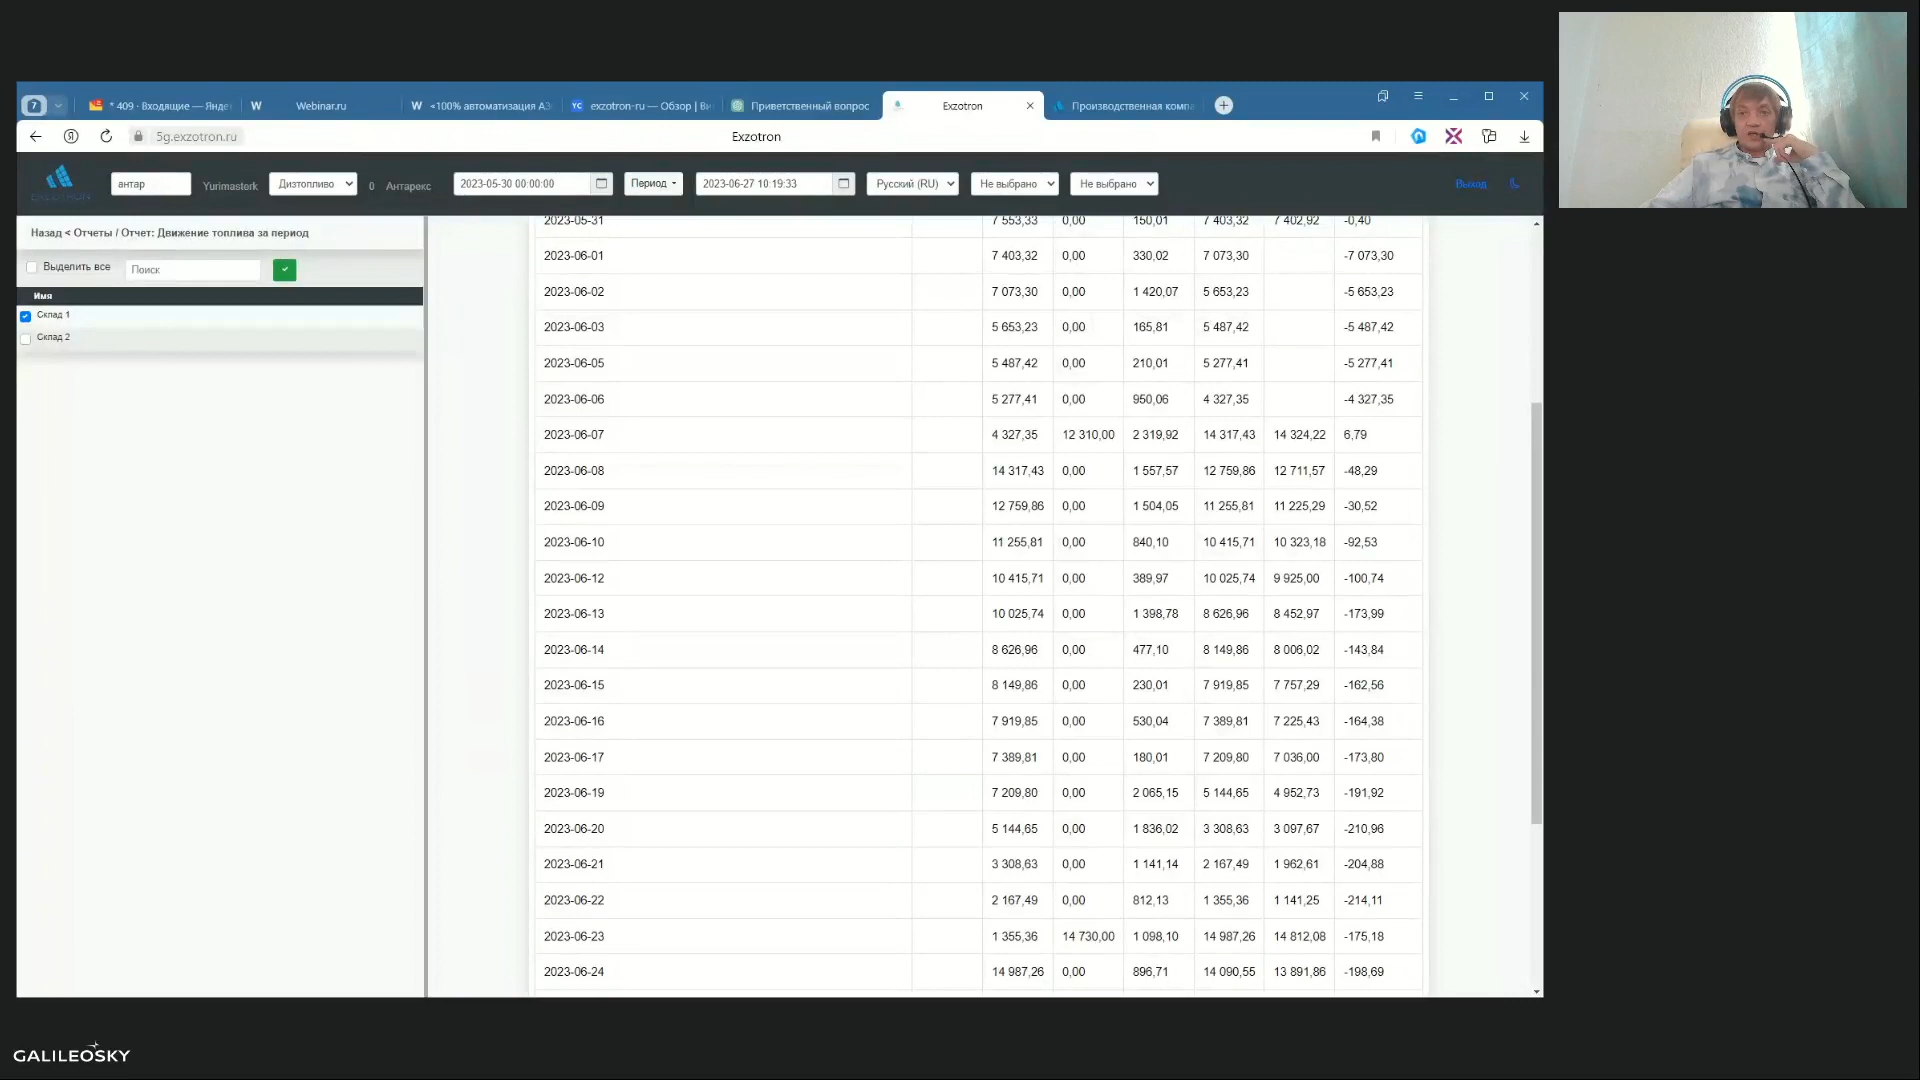 7 * 409 · Входящие — Янде W Webinar.ru W <100% автоматизация АЗ YC exzotron-ru — Обзор | Ви Приветственный вопрос Exzotron Производственная комп
5g.exzotron.ru Exzotron
антар Yurimasterk Дизтопливо 0 Антарекс 2023-05-30 00:00:00 Период 2023-06-27 10:19:33 Русский (RU) Не выбрано Не выбрано Выход
Назад < Отчеты / Отчет: Движение топлива за период
Выделить все Поиск
Имя
Склад 1
Склад 2
2023-05-31 7 553,33 0,00 150,01 7 403,32 7 402,92 -0,40
2023-06-01 7 403,32 0,00 330,02 7 073,30 -7 073,30
2023-06-02 7 073,30 0,00 1 420,07 5 653,23 -5 653,23
2023-06-03 5 653,23 0,00 165,81 5 487,42 -5 487,42
2023-06-05 5 487,42 0,00 210,01 5 277,41 -5 277,41
2023-06-06 5 277,41 0,00 950,06 4 327,35 -4 327,35
2023-06-07 4 327,35 12 310,00 2 319,92 14 317,43 14 324,22 6,79
2023-06-08 14 317,43 0,00 1 557,57 12 759,86 12 711,57 -48,29
2023-06-09 12 759,86 0,00 1 504,05 11 255,81 11 225,29 -30,52
2023-06-10 11 255,81 0,00 840,10 10 415,71 10 323,18 -92,53
2023-06-12 10 415,71 0,00 389,97 10 025,74 9 925,00 -100,74
2023-06-13 10 025,74 0,00 1 398,78 8 626,96 8 452,97 -173,99
2023-06-14 8 626,96 0,00 477,10 8 149,86 8 006,02 -143,84
2023-06-15 8 149,86 0,00 230,01 7 919,85 7 757,29 -162,56
2023-06-16 7 919,85 0,00 530,04 7 389,81 7 225,43 -164,38
2023-06-17 7 389,81 0,00 180,01 7 209,80 7 036,00 -173,80
2023-06-19 7 209,80 0,00 2 065,15 5 144,65 4 952,73 -191,92
2023-06-20 5 144,65 0,00 1 836,02 3 308,63 3 097,67 -210,96
2023-06-21 3 308,63 0,00 1 141,14 2 167,49 1 962,61 -204,88
2023-06-22 2 167,49 0,00 812,13 1 355,36 1 141,25 -214,11
2023-06-23 1 355,36 14 730,00 1 098,10 14 987,26 14 812,08 -175,18
2023-06-24 14 987,26 0,00 896,71 14 090,55 13 891,86 -198,69
GALILEOSKY